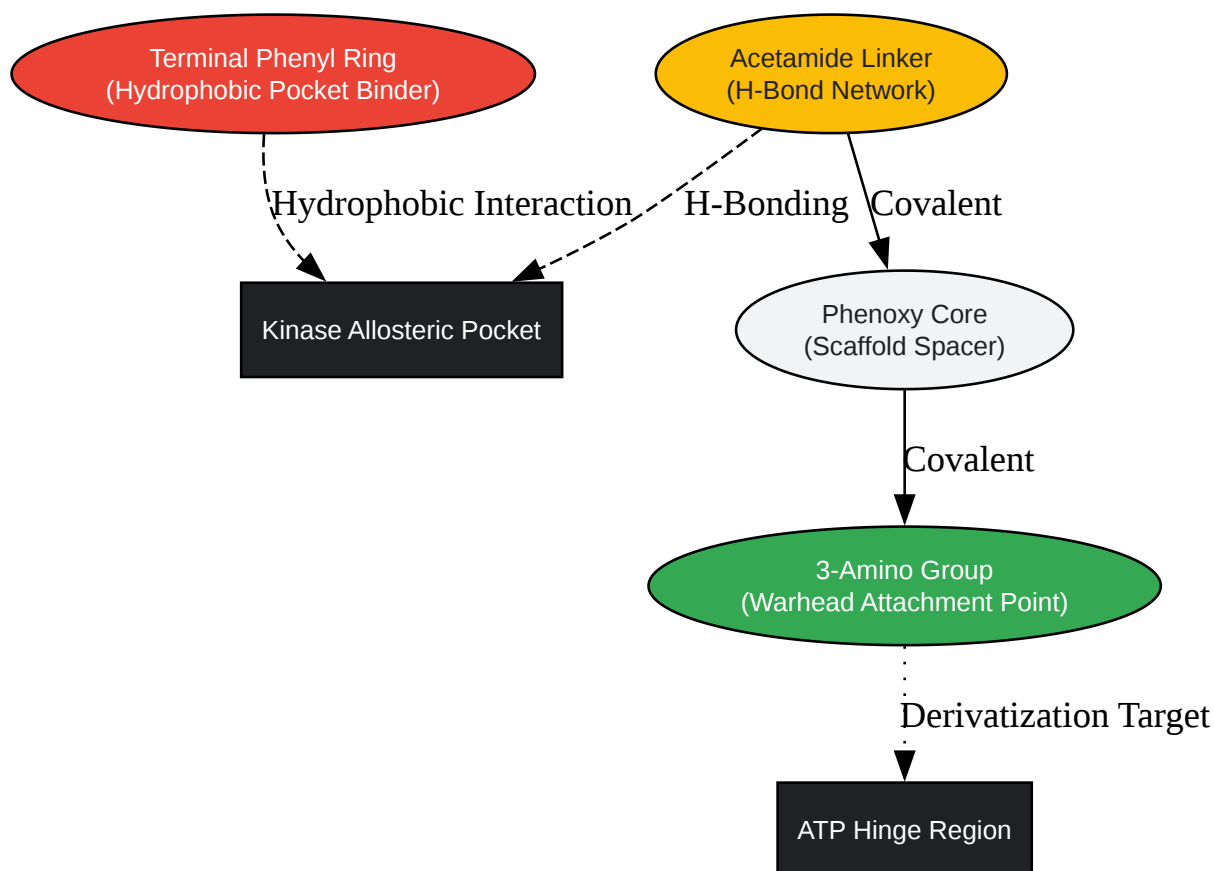 Terminal Phenyl Ring
(Hydrophobic Pocket Binder)
Acetamide Linker
(H-Bond Network)
Hydrophobic Interaction
H-Bonding
Covalent
Kinase Allosteric Pocket
Phenoxy Core
(Scaffold Spacer)
Covalent
3-Amino Group
(Warhead Attachment Point)
Derivatization Target
ATP Hinge Region